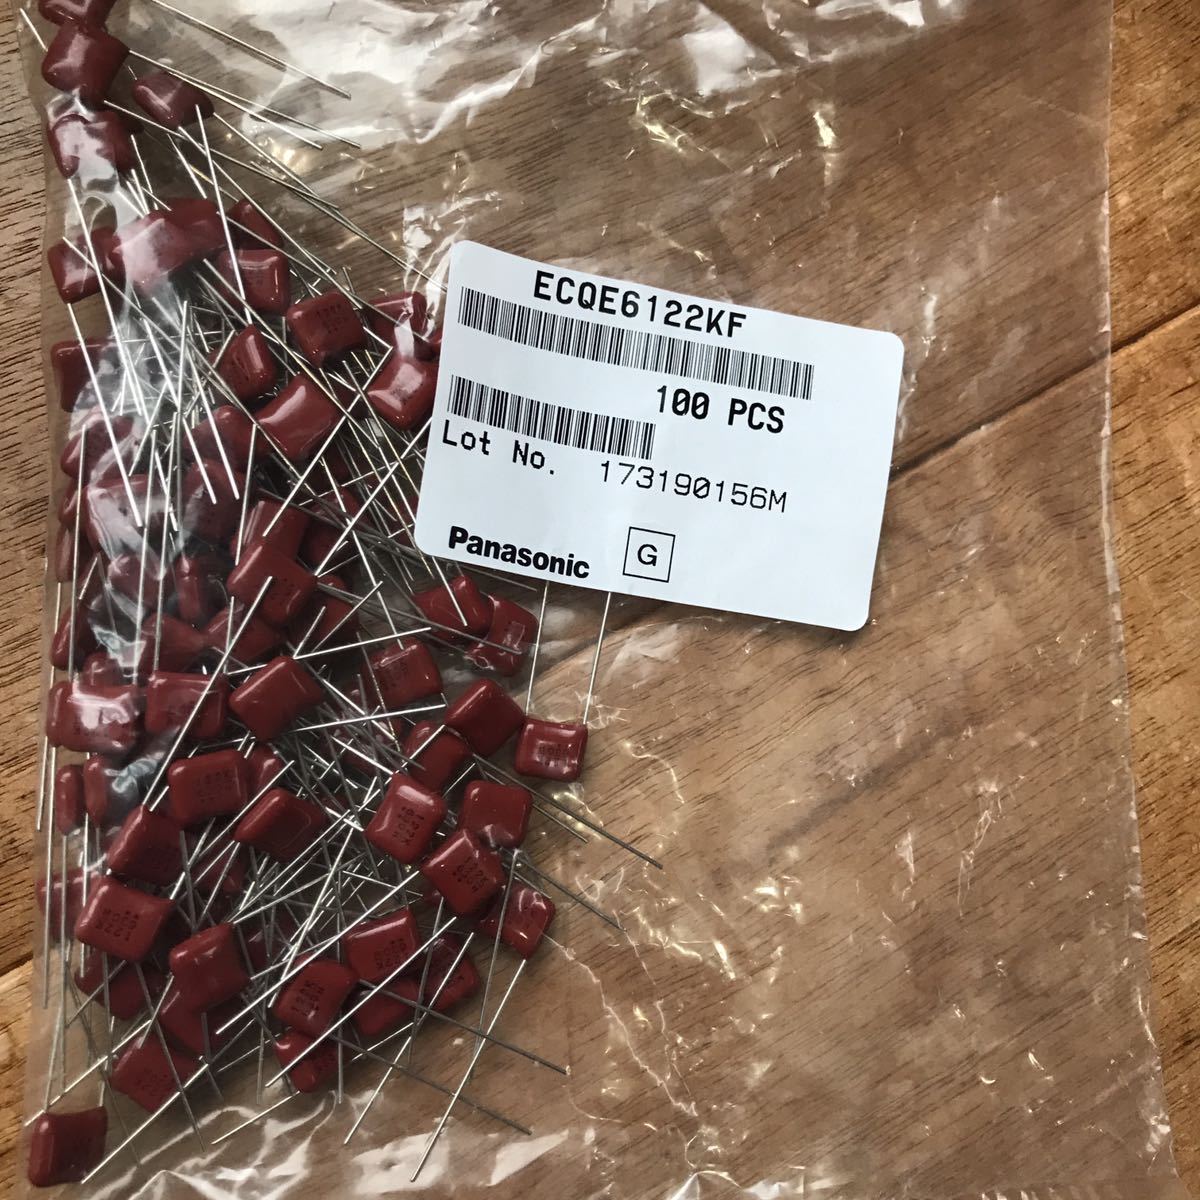 ECQE6122KF
100 PCS
Lot No. 173190156M
Panasonic G